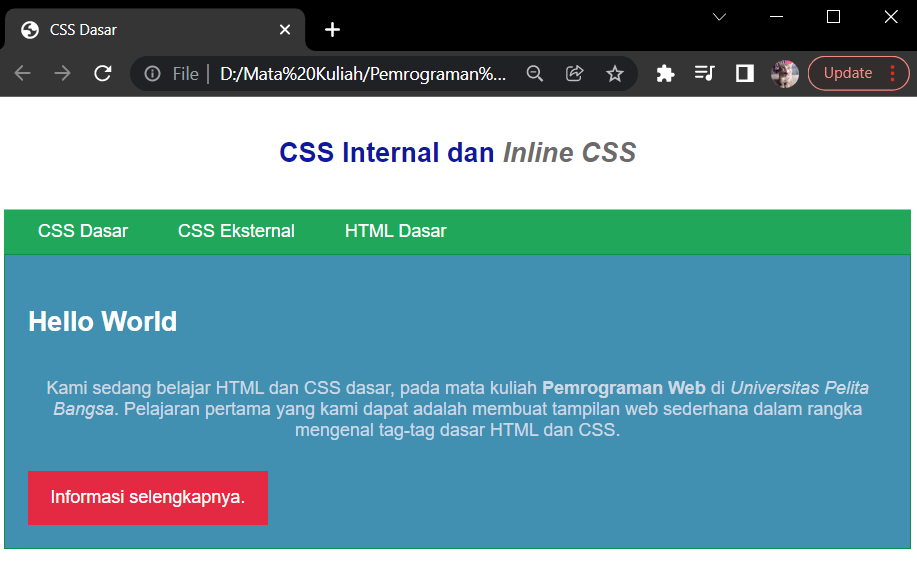 CSS Dasar
File
D:/Mata%20Kuliah/Pemrograman%...
Update
CSS Internal dan Inline CSS
CSS Dasar CSS Eksternal HTML Dasar
Hello World
Kami sedang belajar HTML dan CSS dasar, pada mata kuliah Pemrograman Web di Universitas Pelita
Bangsa. Pelajaran pertama yang kami dapat adalah membuat tampilan web sederhana dalam rangka
mengenal tag-tag dasar HTML dan CSS.
Informasi selengkapnya.